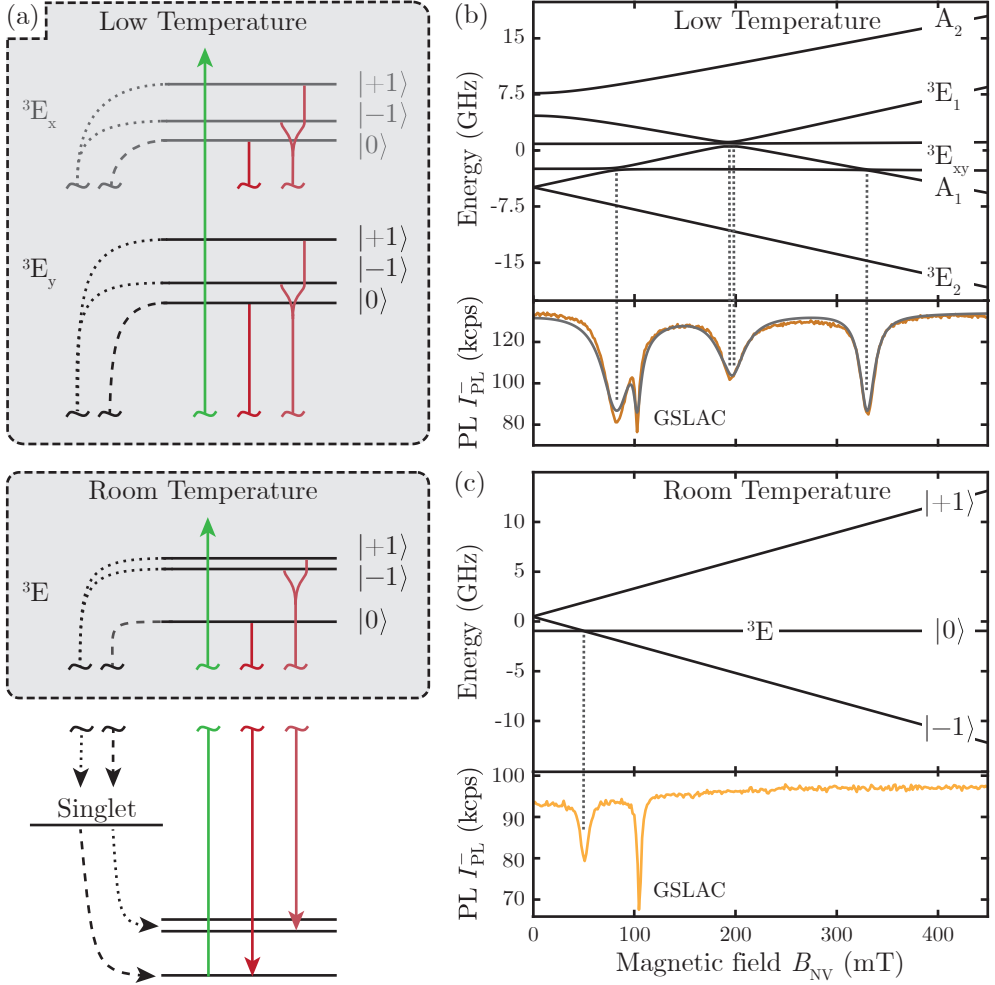 (a)
Low Temperature
³Eₓ
|+1⟩
|−1⟩
|0⟩
³E_y
|+1⟩
|−1⟩
|0⟩
Room Temperature
³E
|+1⟩
|−1⟩
|0⟩
Singlet
(b)
Low Temperature
Energy (GHz)
15
7.5
0
-7.5
-15
A₂
³E₁
³E_xy
A₁
³E₂
PL I⁻_PL (kcps)
120
100
80
GSLAC
(c)
Room Temperature
Energy (GHz)
10
5
0
-5
-10
|+1⟩
³E
|0⟩
|−1⟩
PL I⁻_PL (kcps)
100
90
80
70
GSLAC
0 100 200 300 400
Magnetic field B_NV (mT)